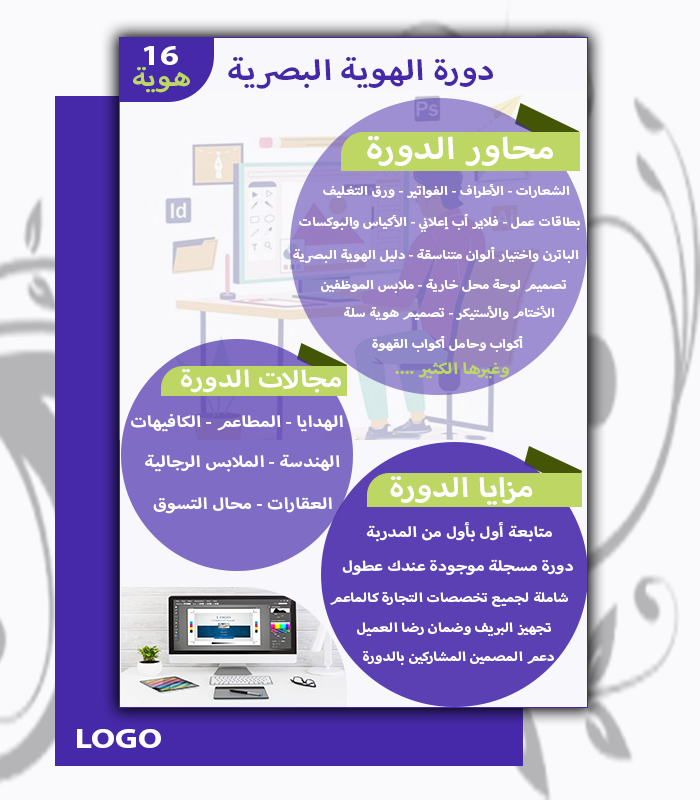 16
هوية
دورة الهوية البصرية
Ps
محاور الدورة
الشعارات - الأطراف - الفواتير - ورق التغليف
بطاقات عمل - فلاير أب إعلاني - الأكياس والبوكسات
الباترن واختيار ألوان متناسقة - دليل الهوية البصرية
تصميم لوحة محل خارية - ملابس الموظفين
الأختام والأستيكر - تصميم هوية سلة
أكواب وحامل أكواب القهوة
وغيرها الكثير ....
Id
مجالات الدورة
الهدايا - المطاعم - الكافيهات
الهندسة - الملابس الرجالية
العقارات - محال التسوق
مزايا الدورة
متابعة أول بأول من المدربة
دورة مسجلة موجودة عندك عطول
شاملة لجميع تخصصات التجارة كالماعم
تجهيز البريف وضمان رضا العميل
دعم المصمين المشاركين بالدورة
LOGO